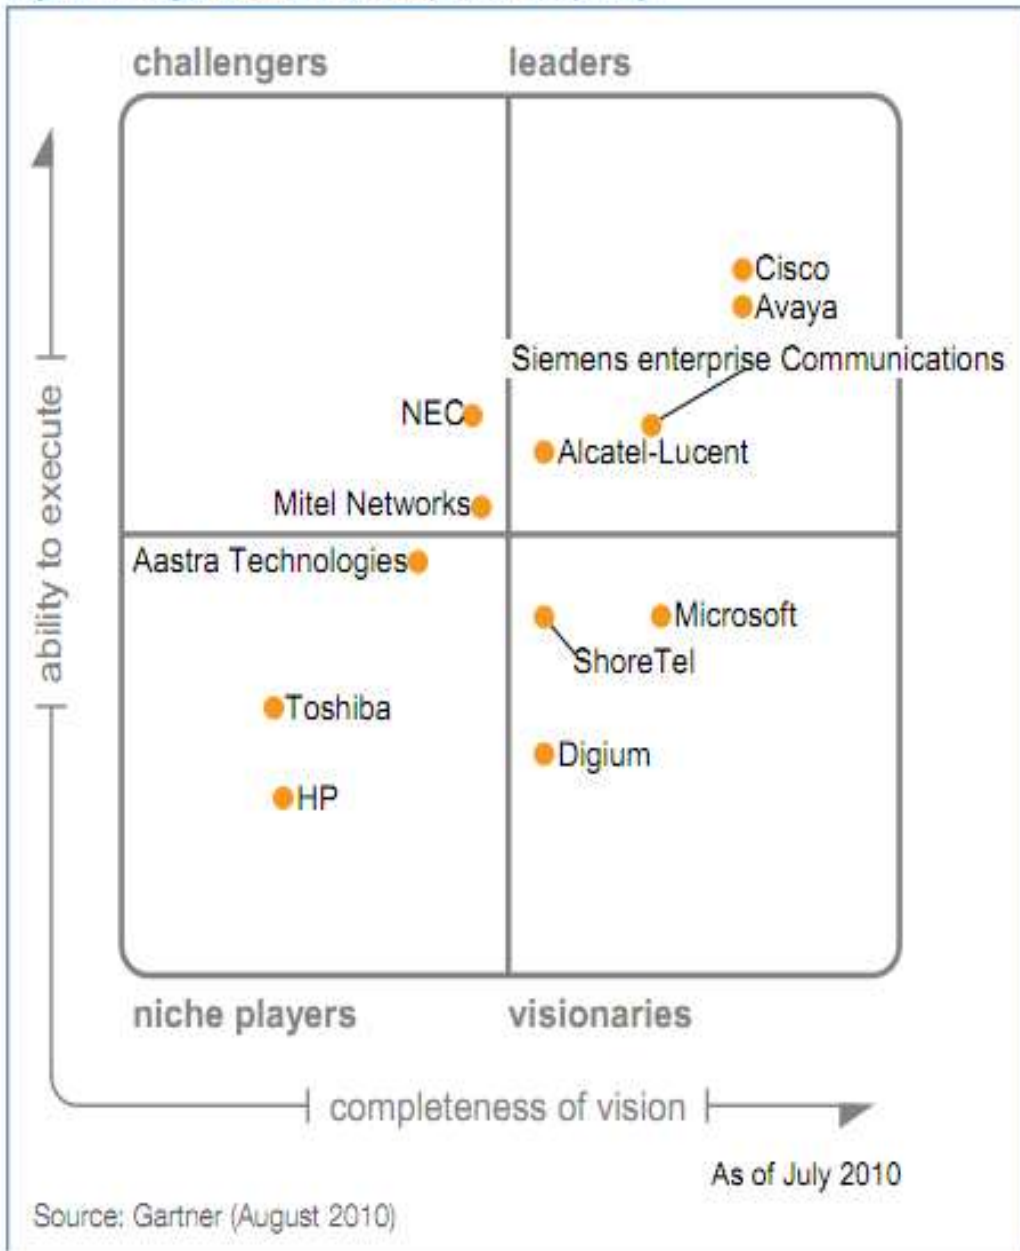 challengers
leaders
Cisco
Avaya
Siemens enterprise Communications
NEC
Alcatel-Lucent
Mitel Networks
Aastra Technologies
Microsoft
ShoreTel
Toshiba
Digium
HP
ability to execute
niche players
visionaries
completeness of vision
As of July 2010
Source: Gartner (August 2010)